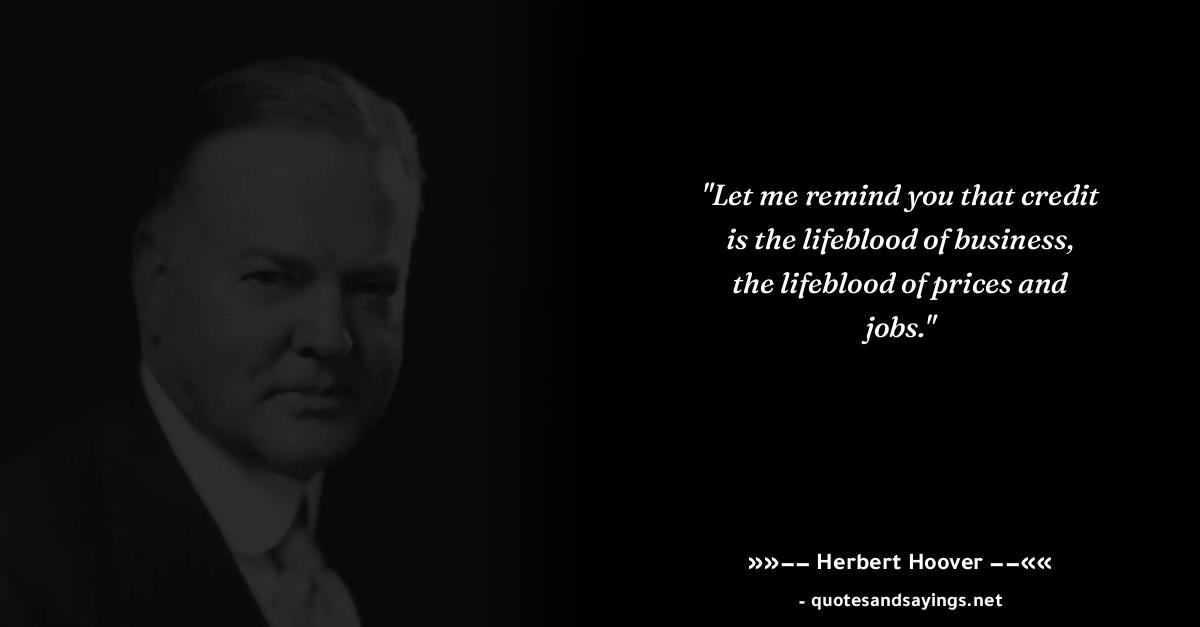 "Let me remind you that credit
is the lifeblood of business,
the lifeblood of prices and
jobs."
»»-- Herbert Hoover --««
- quotesandsayings.net